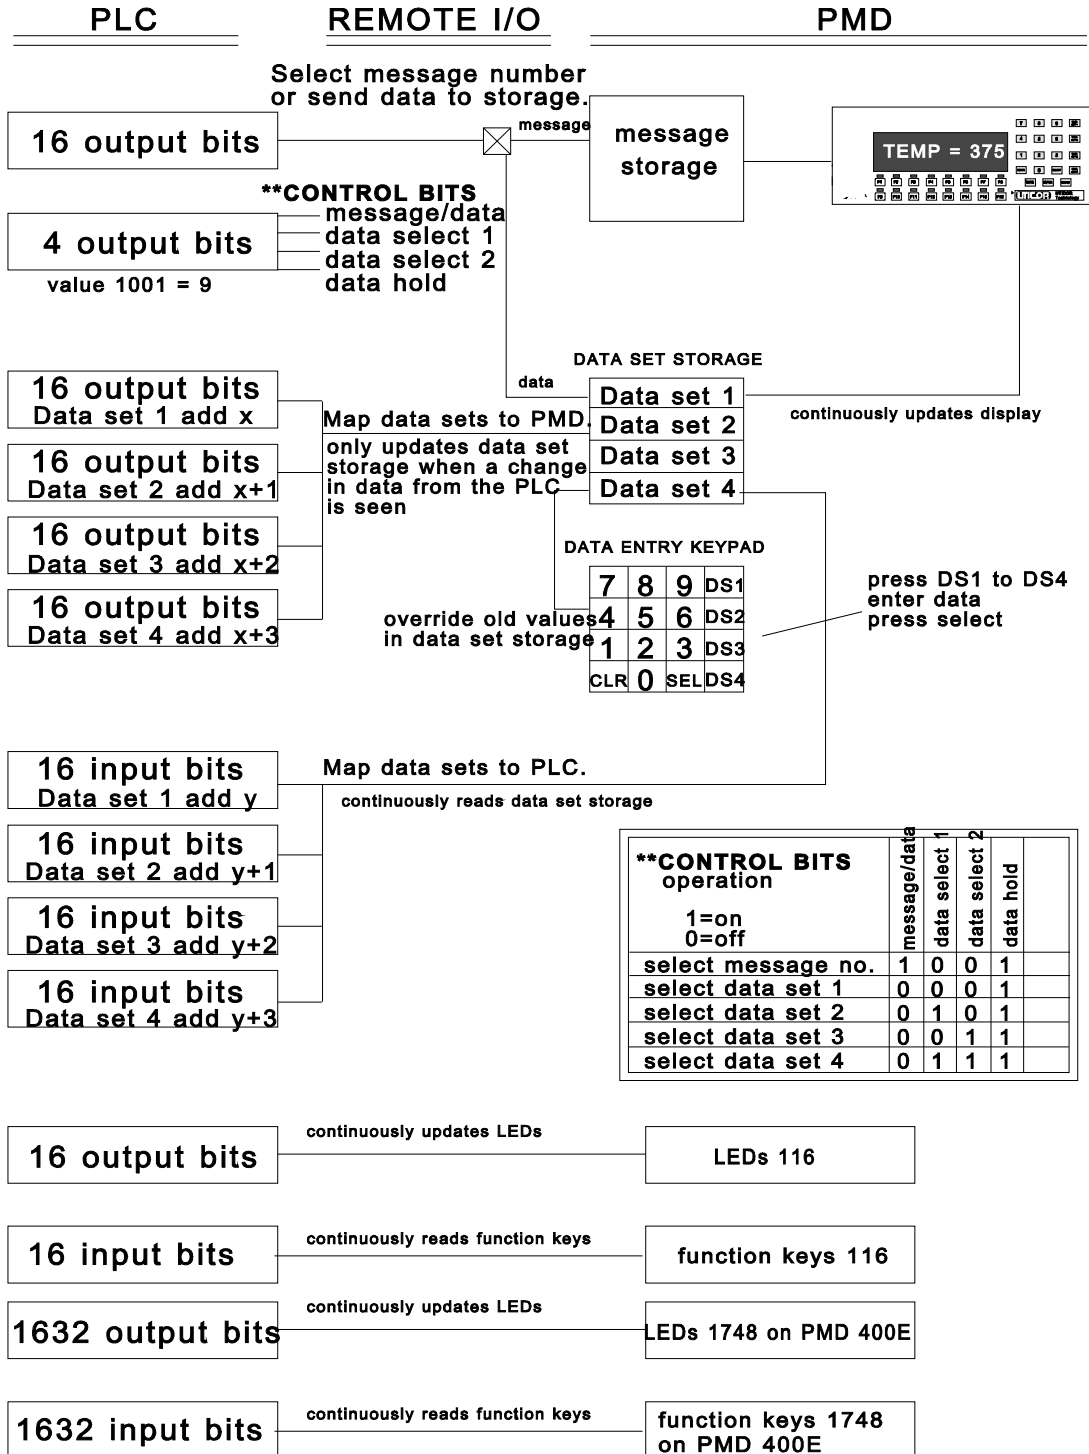 PLC
REMOTE I/O
PMD
Select message number
or send data to storage.
16 output bits
message
message
storage
TEMP = 375
**CONTROL BITS
message/data
data select 1
data select 2
data hold
4 output bits
value 1001 = 9
DATA SET STORAGE
data
16 output bits
Data set 1 add x
Map data sets to PMD.
only updates data set
storage when a change
in data from the PLC
is seen
Data set 1
Data set 2
Data set 3
Data set 4
continuously updates display
16 output bits
Data set 2 add x+1
16 output bits
Data set 3 add x+2
16 output bits
Data set 4 add x+3
DATA ENTRY KEYPAD
7 8 9 DS1
4 5 6 DS2
1 2 3 DS3
CLR 0 SEL DS4
override old values
in data set storage
press DS1 to DS4
enter data
press select
16 input bits
Data set 1 add y
Map data sets to PLC.
continuously reads data set storage
16 input bits
Data set 2 add y+1
16 input bits
Data set 3 add y+2
16 input bits
Data set 4 add y+3
**CONTROL BITS
operation
1=on
0=off
message/data
data select 1
data select 2
data hold
select message no. 1 0 0 1
select data set 1 0 0 0 1
select data set 2 0 1 0 1
select data set 3 0 0 1 1
select data set 4 0 1 1 1
16 output bits
continuously updates LEDs
LEDs 116
16 input bits
continuously reads function keys
function keys 116
1632 output bits
continuously updates LEDs
LEDs 1748 on PMD 400E
1632 input bits
continuously reads function keys
function keys 1748
on PMD 400E